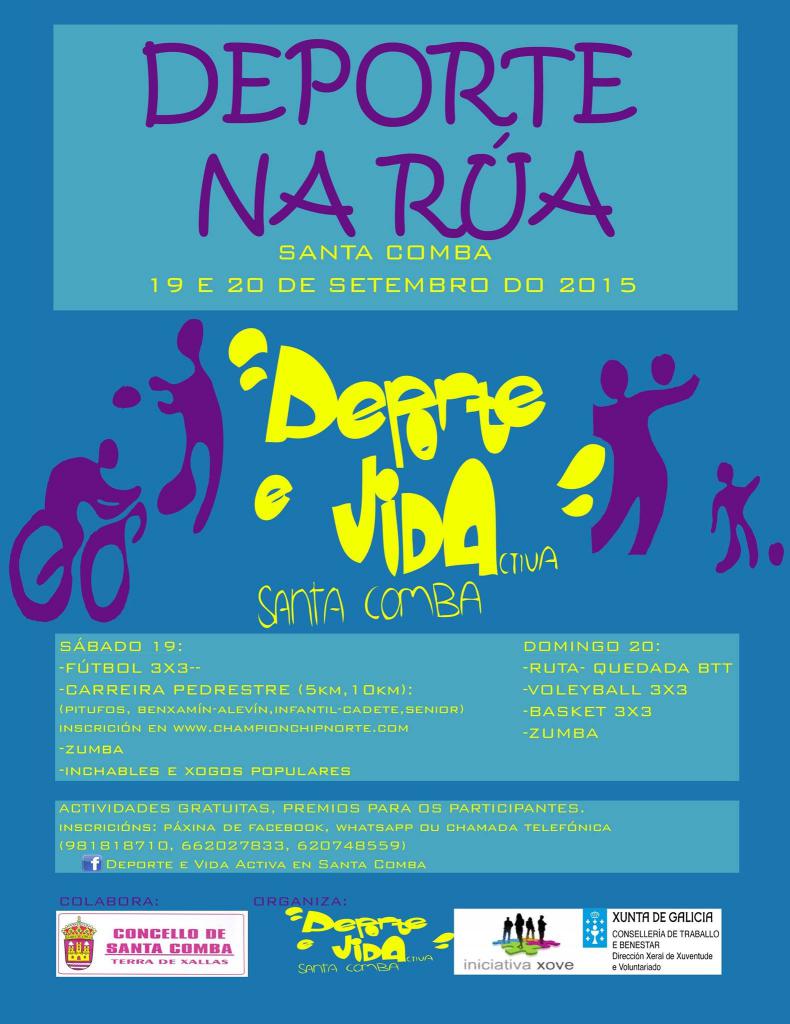 DEPORTE
NA RÚA
SANTA COMBA
19 E 20 DE SETEMBRO DO 2015
Deporte
e VIDA CTIVA
SANTA COMBA
SÁBADO 19:
-FÚTBOL 3X3--
-CARREIRA PEDRESTRE (5KM,10KM):
(PITUFOS, BENXAMÍN-ALEVÍN,INFANTIL-CADETE,SENIOR)
INSCRICIÓN EN WWW.CHAMPIONCHIPNORTE.COM
-ZUMBA
-INCHABLES E XOGOS POPULARES
DOMINGO 20:
-RUTA- QUEDADA BTT
-VOLEYBALL 3X3
-BASKET 3X3
-ZUMBA
ACTIVIDADES GRATUITAS, PREMIOS PARA OS PARTICIPANTES.
INSCRICIÓNS: PÁXINA DE FACEBOOK, WHATSAPP OU CHAMADA TELEFÓNICA
(981818710, 662027833, 620748559)
f DEPORTE E VIDA ACTIVA EN SANTA COMBA
COLABORA:
CONCELLO DE
SANTA COMBA
TERRA DE XALLAS
ORGANIZA:
Deporte
e VIDA CTIVA
SANTA COMBA
iniciativa xove
XUNTA DE GALICIA
CONSELLERÍA DE TRABALLO
E BENESTAR
Dirección Xeral de Xuventude
e Voluntariado